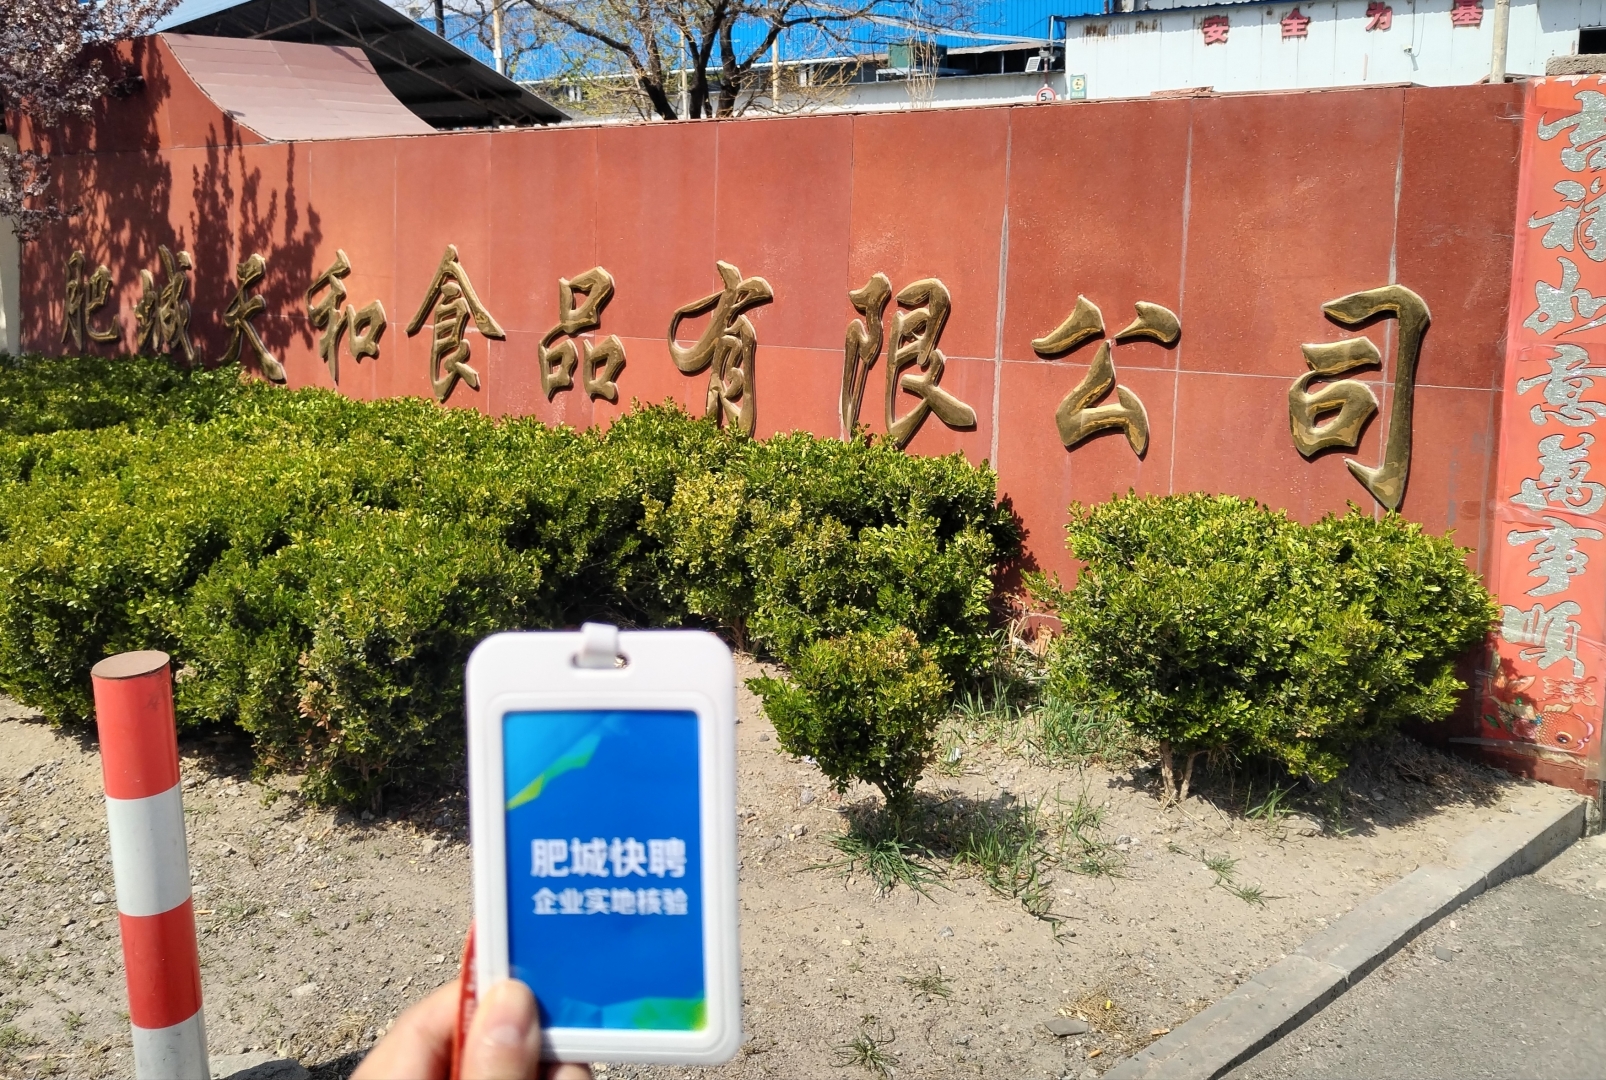 安全为基
5
肥城天和食品有限公司
吉祥如意万事顺
肥城快聘
企业实地核验